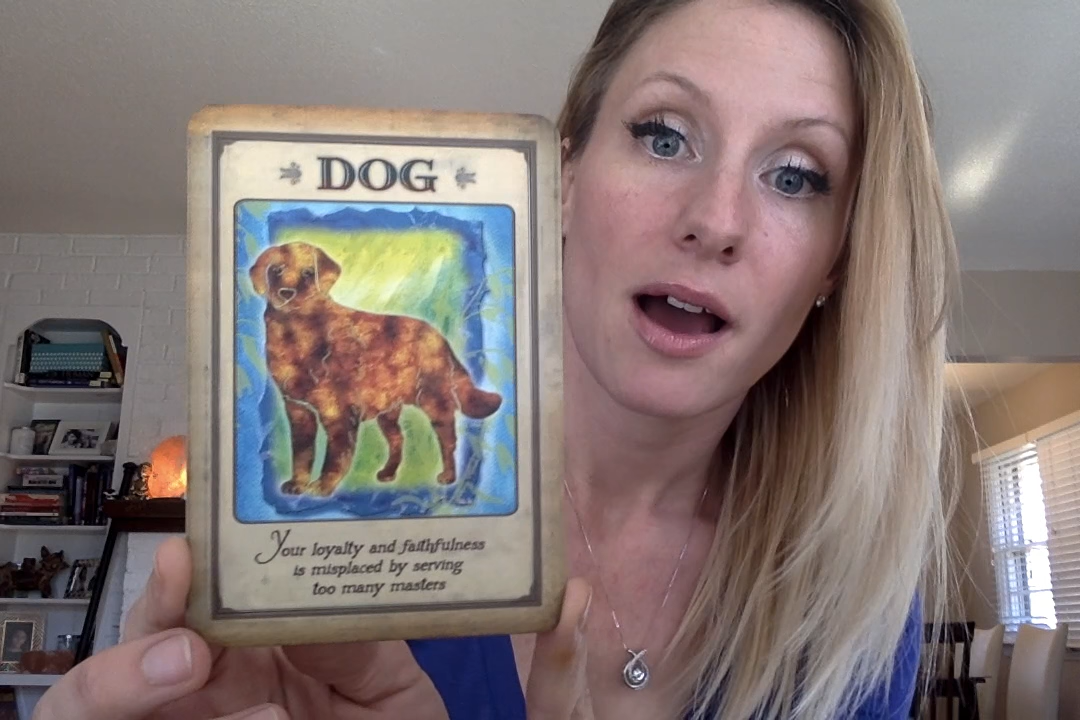 DOG
Your loyalty and faithfulness
is misplaced by serving
too many masters